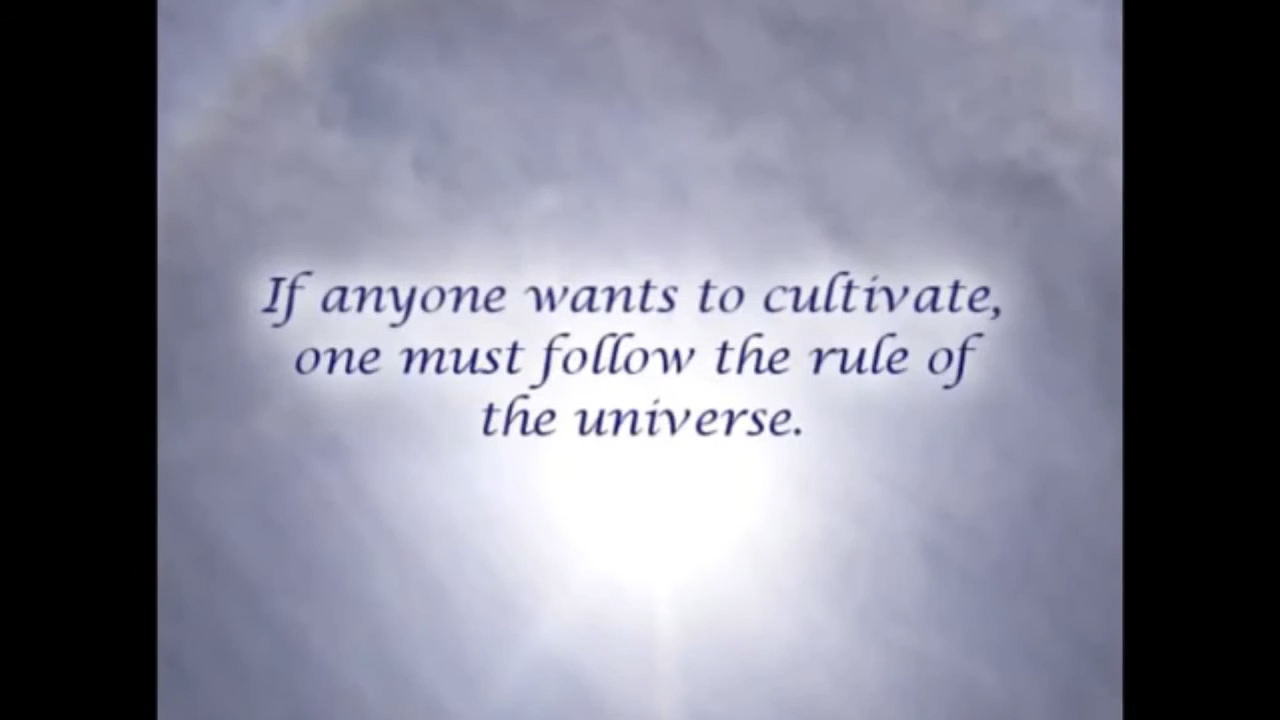 If anyone wants to cultivate,
one must follow the rule of
the universe.